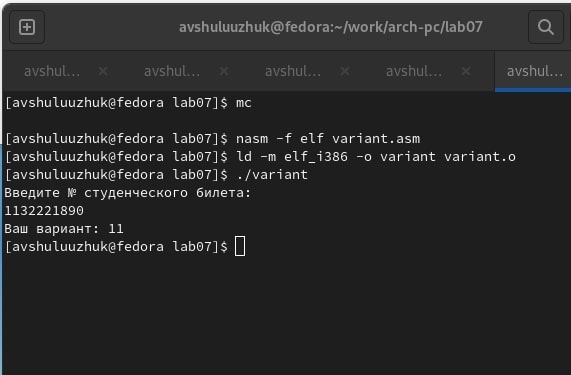 avshuluuzhuk@fedora:~/work/arch-pc/lab07
avshul... × avshul... × avshul... × avshul... × avshul...
[avshuluuzhuk@fedora lab07]$ mc
[avshuluuzhuk@fedora lab07]$ nasm -f elf variant.asm
[avshuluuzhuk@fedora lab07]$ ld -m elf_i386 -o variant variant.o
[avshuluuzhuk@fedora lab07]$ ./variant
Введите № студенческого билета:
1132221890
Ваш вариант: 11
[avshuluuzhuk@fedora lab07]$